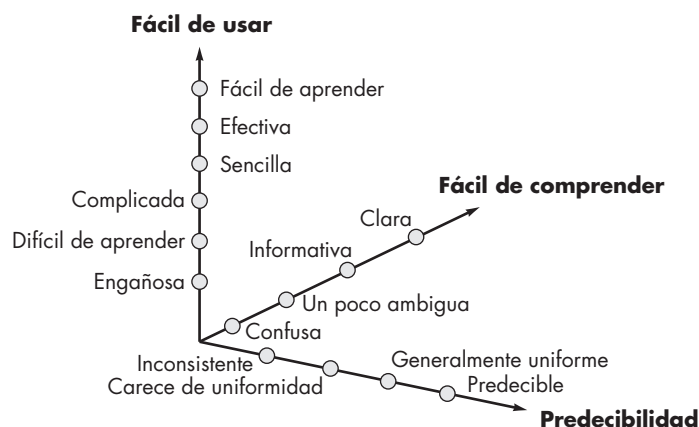 Fácil de usar
Fácil de aprender
Efectiva
Sencilla
Complicada
Difícil de aprender
Engañosa
Fácil de comprender
Clara
Informativa
Un poco ambigua
Confusa
Inconsistente
Carece de uniformidad
Generalmente uniforme
Predecible
Predecibilidad